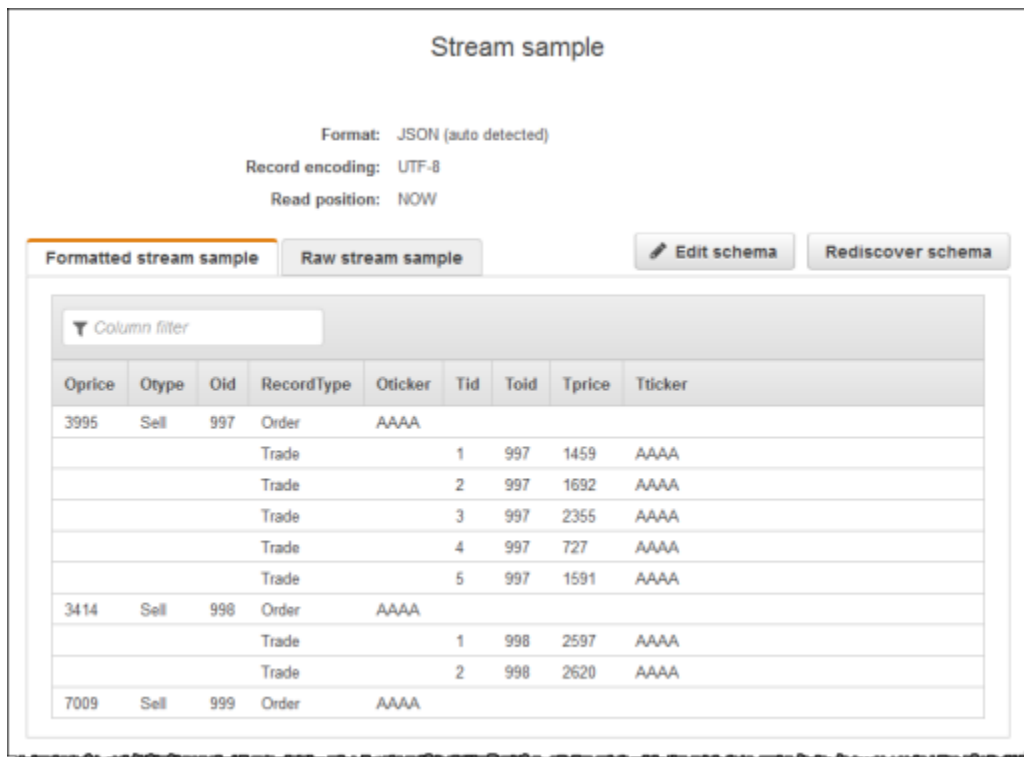 Stream sample
Format: JSON (auto detected)
Record encoding: UTF-8
Read position: NOW
Formatted stream sample Raw stream sample Edit schema Rediscover schema
Column filter
Oprice Otype Oid RecordType Oticker Tid Toid Tprice Tticker
3995 Sell 997 Order AAAA
Trade 1 997 1459 AAAA
Trade 2 997 1692 AAAA
Trade 3 997 2355 AAAA
Trade 4 997 727 AAAA
Trade 5 997 1591 AAAA
3414 Sell 998 Order AAAA
Trade 1 998 2597 AAAA
Trade 2 998 2620 AAAA
7009 Sell 999 Order AAAA